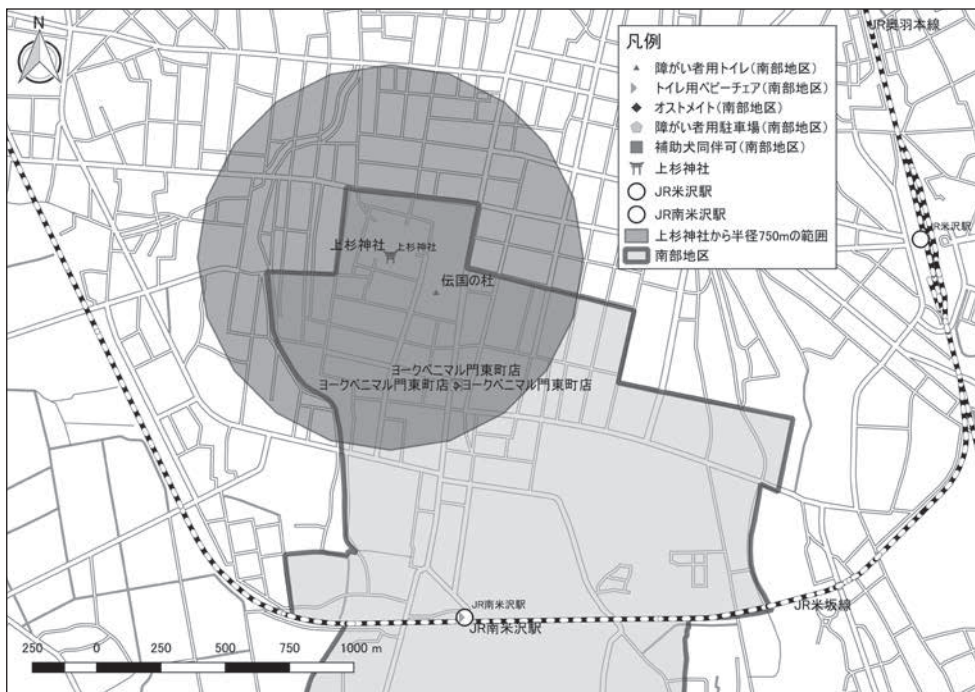 N
JR奥羽本線
凡例
障がい者用トイレ(南部地区)
トイレ用ベビーチェア(南部地区)
オストメイト(南部地区)
障がい者用駐車場(南部地区)
補助犬同伴可(南部地区)
上杉神社
JR米沢駅
JR南米沢駅
上杉神社から半径750mの範囲
南部地区
JR米沢駅
上杉神社 上杉神社
伝国の杜
ヨークベニマル門東町店
ヨークベニマル門東町店 ヨークベニマル門東町店
JR南米沢駅
JR南米沢駅
JR米坂線
250 0 250 500 750 1000 m